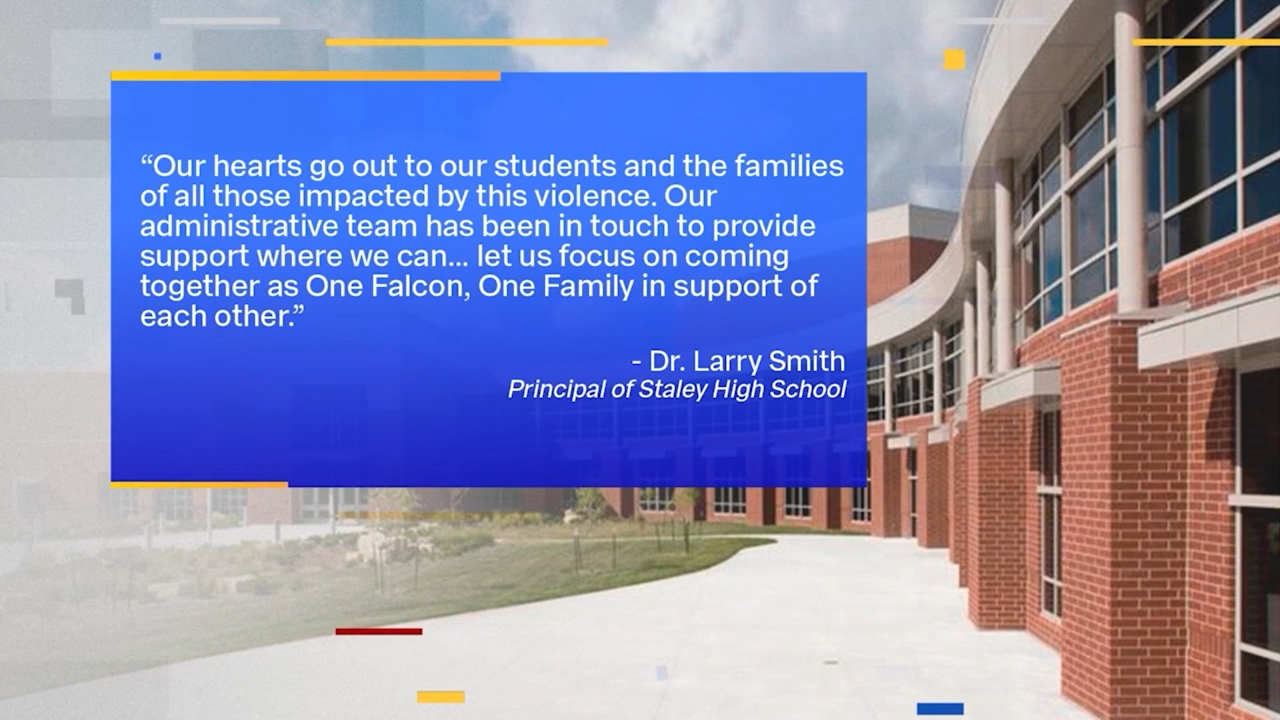 “Our hearts go out to our students and the families
of all those impacted by this violence. Our
administrative team has been in touch to provide
support where we can... let us focus on coming
together as One Falcon, One Family in support of
each other.”
- Dr. Larry Smith
Principal of Staley High School